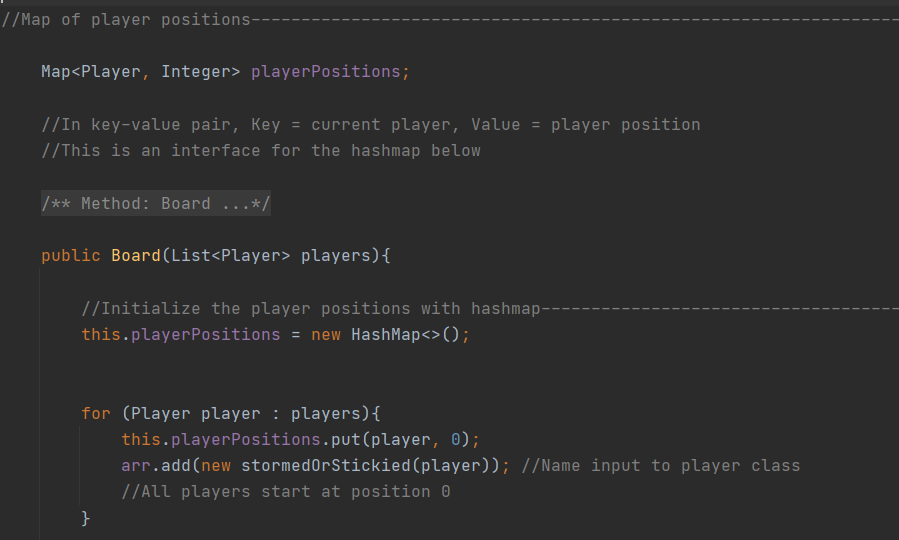 //Map of player positions-----------------------------------------------------------------
Map<Player, Integer> playerPositions;
//In key-value pair, Key = current player, Value = player position
//This is an interface for the hashmap below
/** Method: Board ...*/
public Board(List<Player> players){
//Initialize the player positions with hashmap------------------------------------
this.playerPositions = new HashMap<>();
for (Player player : players){
this.playerPositions.put(player, 0);
arr.add(new stormedOrStickied(player)); //Name input to player class
//All players start at position 0
}